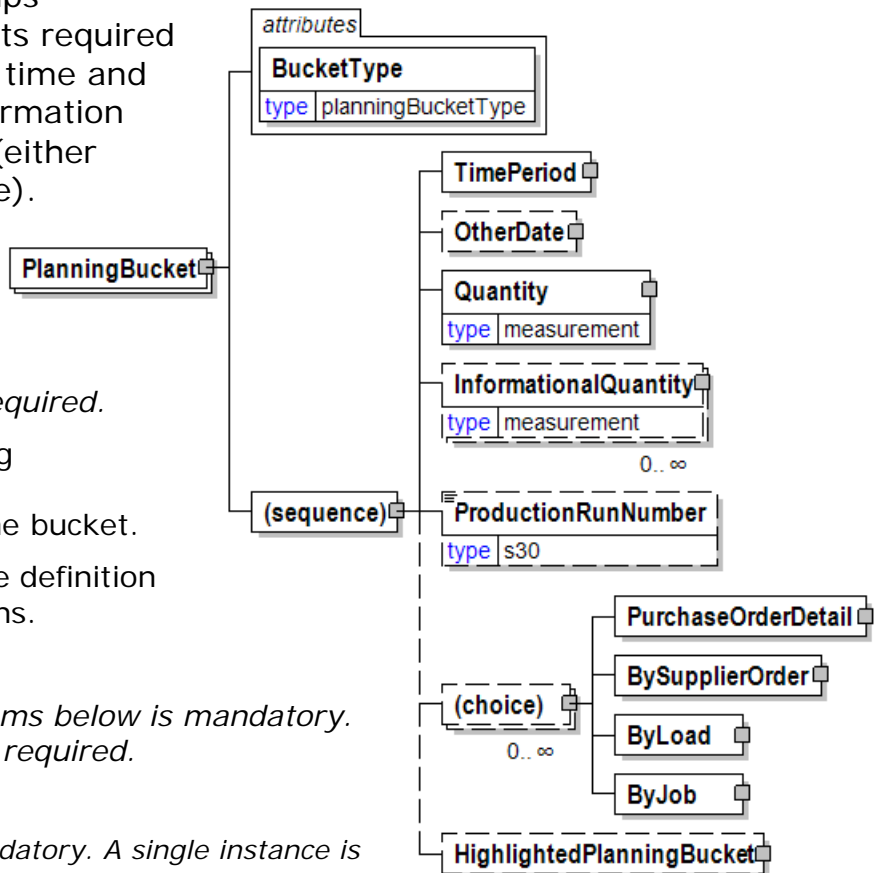 ps
ts required
time and
rmation
(either
e).
equired.
g
e bucket.
e definition
ns.
ms below is mandatory.
required.
datory. A single instance is
attributes
BucketType
type planningBucketType
PlanningBucket
(sequence)
TimePeriod
OtherDate
Quantity
type measurement
InformationalQuantity
type measurement
0.. ∞
ProductionRunNumber
type s30
(choice)
0.. ∞
PurchaseOrderDetail
BySupplierOrder
ByLoad
ByJob
HighlightedPlanningBucket